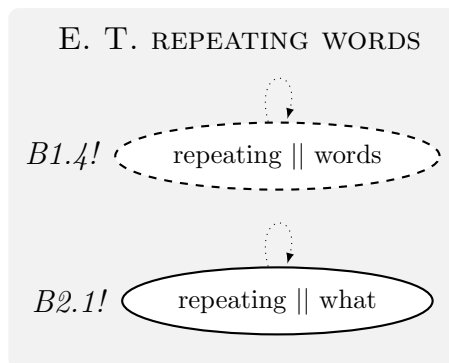 E. T. REPEATING WORDS
B1.4! repeating || words
B2.1! repeating || what